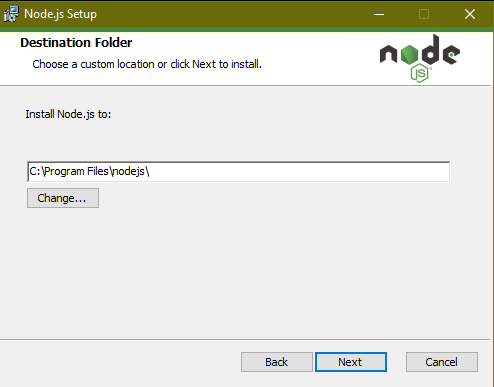 Node.js Setup
Destination Folder
Choose a custom location or click Next to install.
node
JS
Install Node.js to:
C:\Program Files\nodejs\
Change...
Back Next Cancel